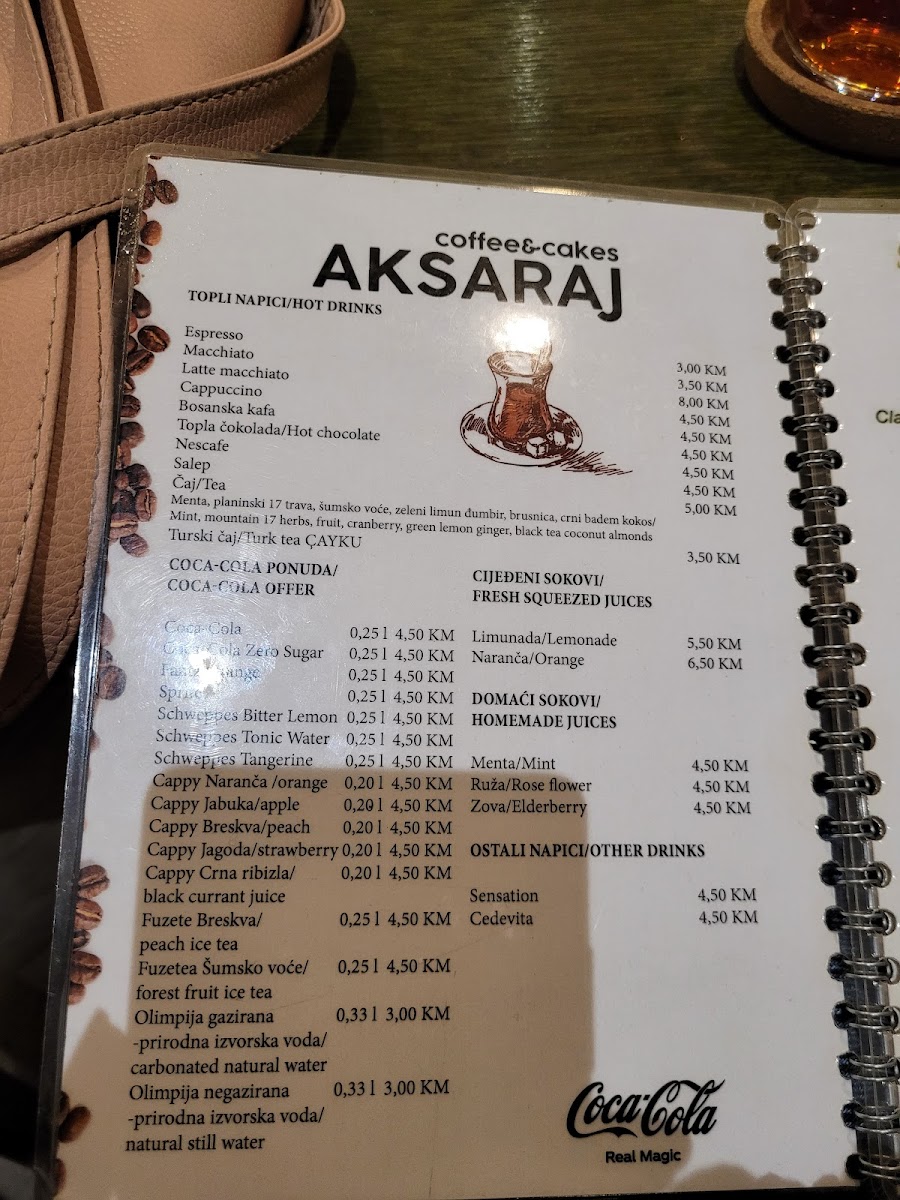 coffee&cakes
AKSARAJ
TOPLI NAPICI/HOT DRINKS
Espresso 3,00 KM
Macchiato 3,50 KM
Latte macchiato 8,00 KM
Cappuccino 4,50 KM
Bosanska kafa 4,50 KM
Topla čokolada/Hot chocolate 4,50 KM
Nescafe 4,50 KM
Salep 4,50 KM
Čaj/Tea 5,00 KM
Menta, planinski 17 trava, šumsko voće, zeleni limun đumbir, brusnica, crni badem kokos/
Mint, mountain 17 herbs, fruit, cranberry, green lemon ginger, black tea coconut almonds
Turski čaj/Turk tea ÇAYKU 3,50 KM
COCA-COLA PONUDA/
COCA-COLA OFFER
Coca-Cola 0,25 l 4,50 KM
Coca-Cola Zero Sugar 0,25 l 4,50 KM
Fanta Orange 0,25 l 4,50 KM
Sprite 0,25 l 4,50 KM
Schweppes Bitter Lemon 0,25 l 4,50 KM
Schweppes Tonic Water 0,25 l 4,50 KM
Schweppes Tangerine 0,25 l 4,50 KM
Cappy Naranča /orange 0,20 l 4,50 KM
Cappy Jabuka/apple 0,20 l 4,50 KM
Cappy Breskva/peach 0,20 l 4,50 KM
Cappy Jagoda/strawberry 0,20 l 4,50 KM
Cappy Crna ribizla/ 0,20 l 4,50 KM
black currant juice
Fuzete Breskva/ 0,25 l 4,50 KM
peach ice tea
Fuzetea Šumsko voće/ 0,25 l 4,50 KM
forest fruit ice tea
Olimpija gazirana 0,33 l 3,00 KM
-prirodna izvorska voda/
carbonated natural water
Olimpija negazirana 0,33 l 3,00 KM
-prirodna izvorska voda/
natural still water
CIJEĐENI SOKOVI/
FRESH SQUEEZED JUICES
Limunada/Lemonade 5,50 KM
Naranča/Orange 6,50 KM
DOMAĆI SOKOVI/
HOMEMADE JUICES
Menta/Mint 4,50 KM
Ruža/Rose flower 4,50 KM
Zova/Elderberry 4,50 KM
OSTALI NAPICI/OTHER DRINKS
Sensation 4,50 KM
Cedevita 4,50 KM
Coca-Cola
Real Magic